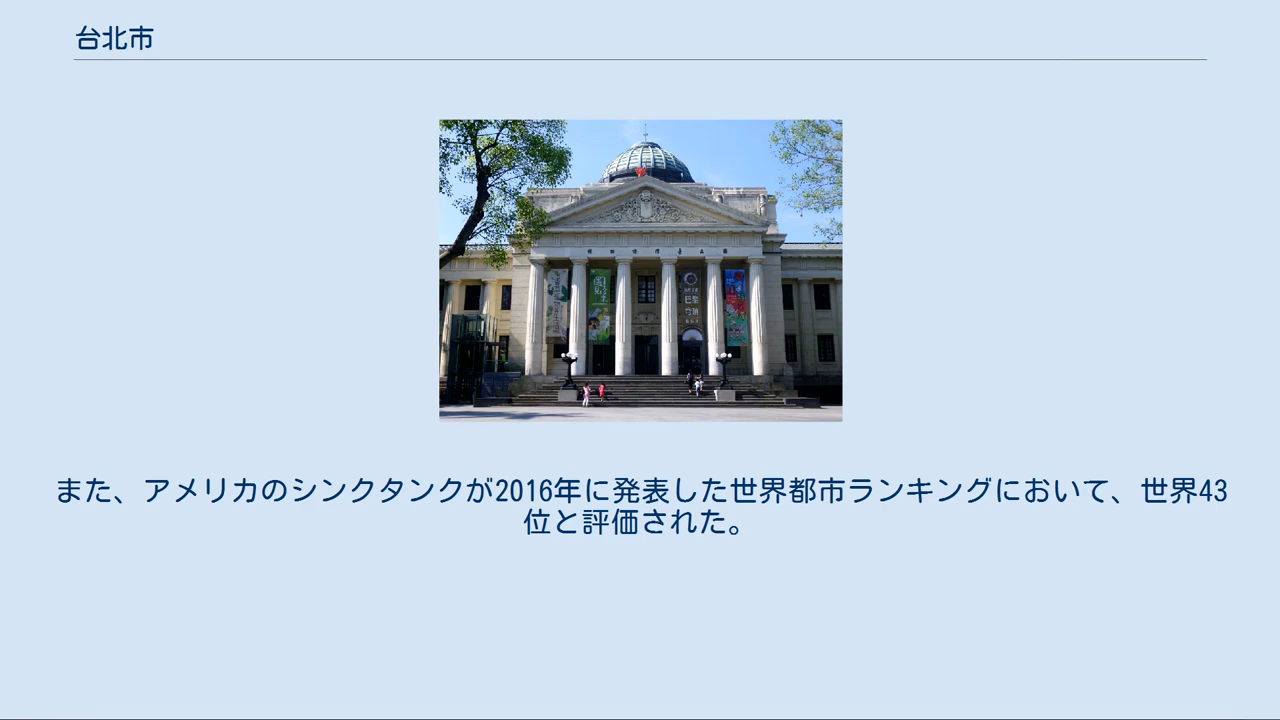 台北市
また、アメリカのシンクタンクが2016年に発表した世界都市ランキングにおいて、世界43
位と評価された。